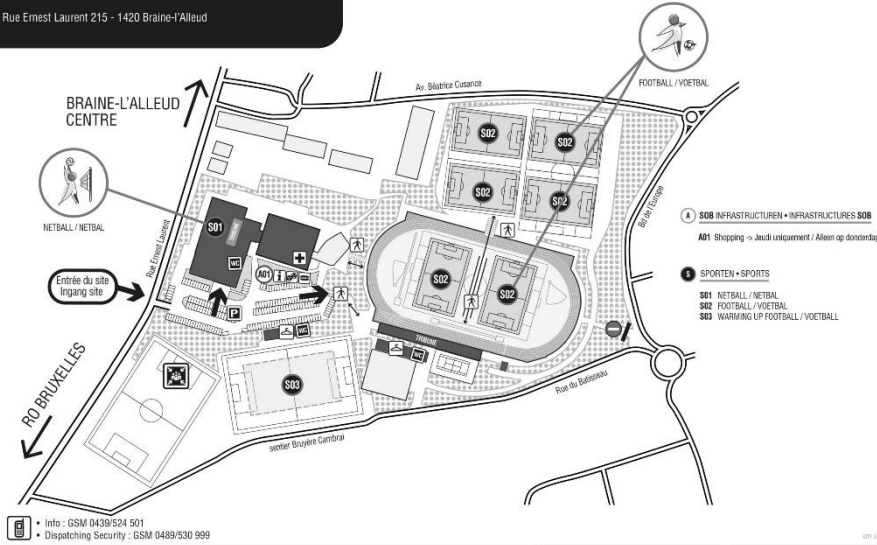 Rue Ernest Laurent 215 - 1420 Braine-l'Alleud
FOOTBALL / VOETBAL
Av. Béatrice Cusance
BRAINE-L'ALLEUD
CENTRE
S02
S02
S02
S02
NETBALL / NETBAL
Rue Ernest Laurent
S01
TRIBUNE
WC
A01
i
P
Entrée du site
Ingang site
S02
S02
TRIBUNE
WC
WC
S03
Bd de l'Europe
A SOB INFRASTRUCTUREN • INFRASTRUCTURES SOB
A01 Shopping -> Jeudi uniquement / Alleen op donderdag
S SPORTEN • SPORTS
S01 NETBALL / NETBAL
S02 FOOTBALL / VOETBAL
S03 WARMING UP FOOTBALL / VOETBALL
Rue du Batisseau
sentier Bruyère Cambrai
RO BRUXELLES
• Info : GSM 0439/524 501
• Dispatching Security : GSM 0489/530 999